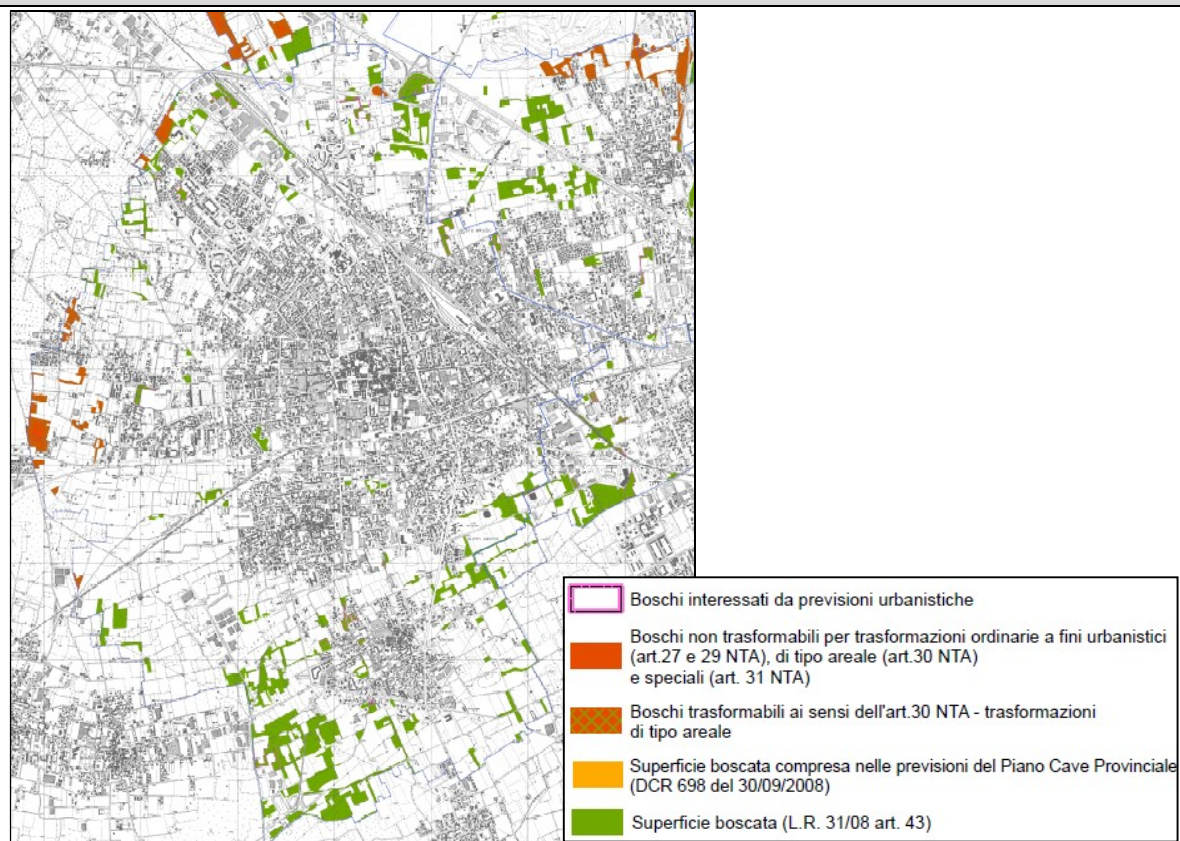 Boschi interessati da previsioni urbanistiche
Boschi non trasformabili per trasformazioni ordinarie a fini urbanistici
(art.27 e 29 NTA), di tipo areale (art.30 NTA)
e speciali (art. 31 NTA)
Boschi trasformabili ai sensi dell'art.30 NTA - trasformazioni
di tipo areale
Superficie boscata compresa nelle previsioni del Piano Cave Provinciale
(DCR 698 del 30/09/2008)
Superficie boscata (L.R. 31/08 art. 43)